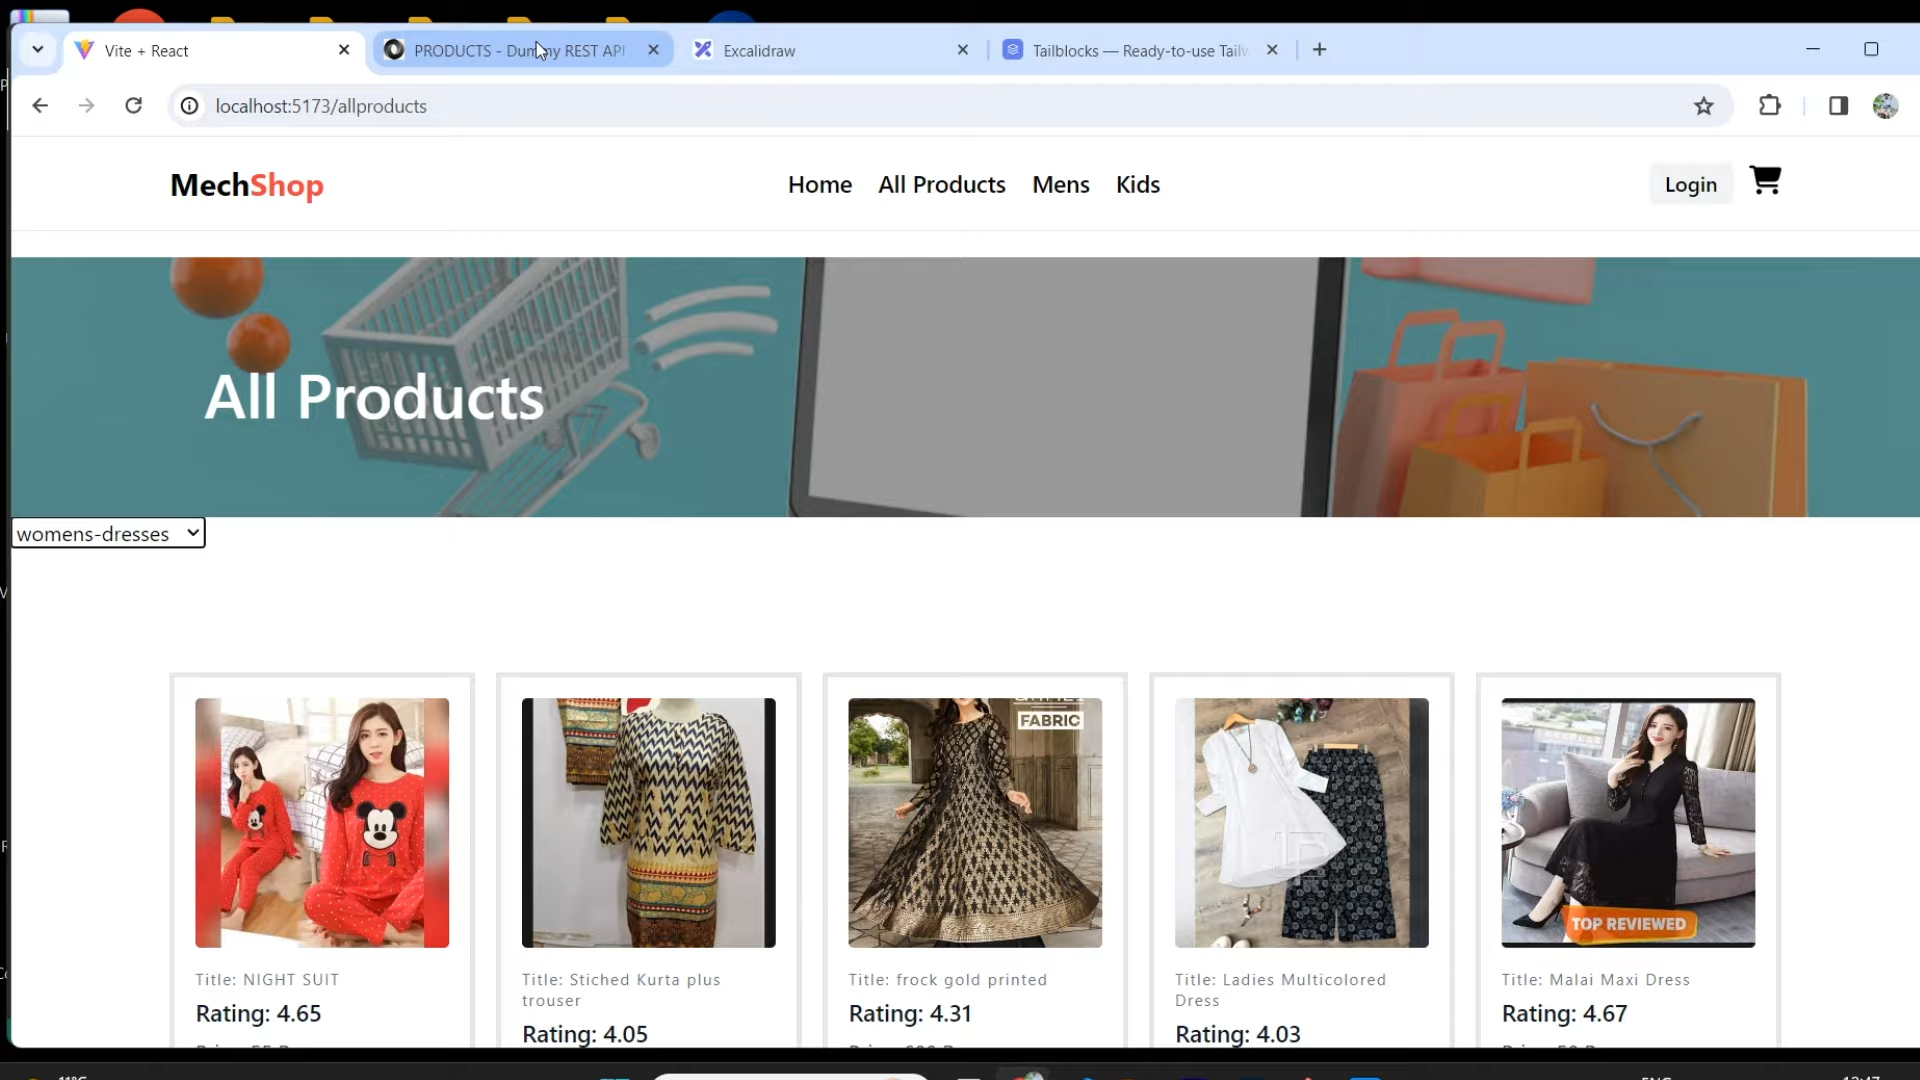 Vite + React
PRODUCTS - Dummy REST API
Excalidraw
Tailblocks — Ready-to-use Tailw
localhost:5173/allproducts
MechShop
Home
All Products
Mens
Kids
Login
All Products
womens-dresses
FABRIC
TOP REVIEWED
Title: NIGHT SUIT
Rating: 4.65
Title: Stiched Kurta plus
trouser
Rating: 4.05
Title: frock gold printed
Rating: 4.31
Title: Ladies Multicolored
Dress
Rating: 4.03
Title: Malai Maxi Dress
Rating: 4.67